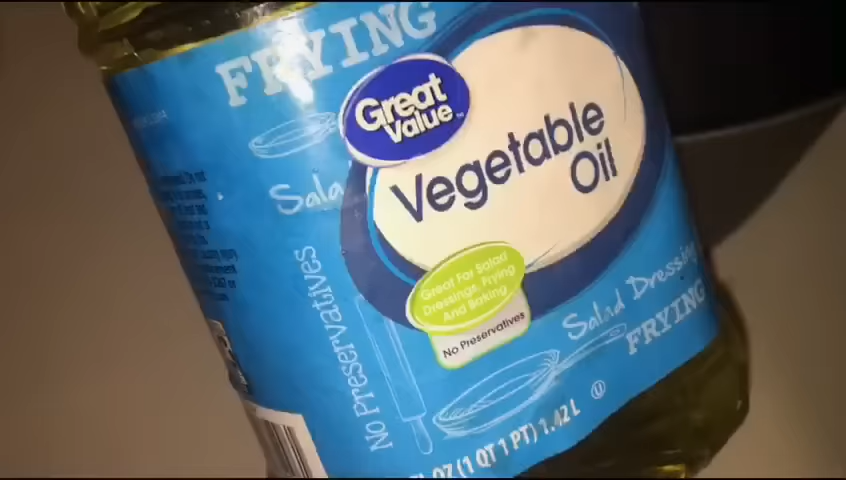 FRYING
Great
Value
Vegetable
Oil
Great For Salad
Dressings, Frying
And Baking
No Preservatives
No Preservatives
Salad Dressing
FRYING
(1 QT 1 PT) 1.42L